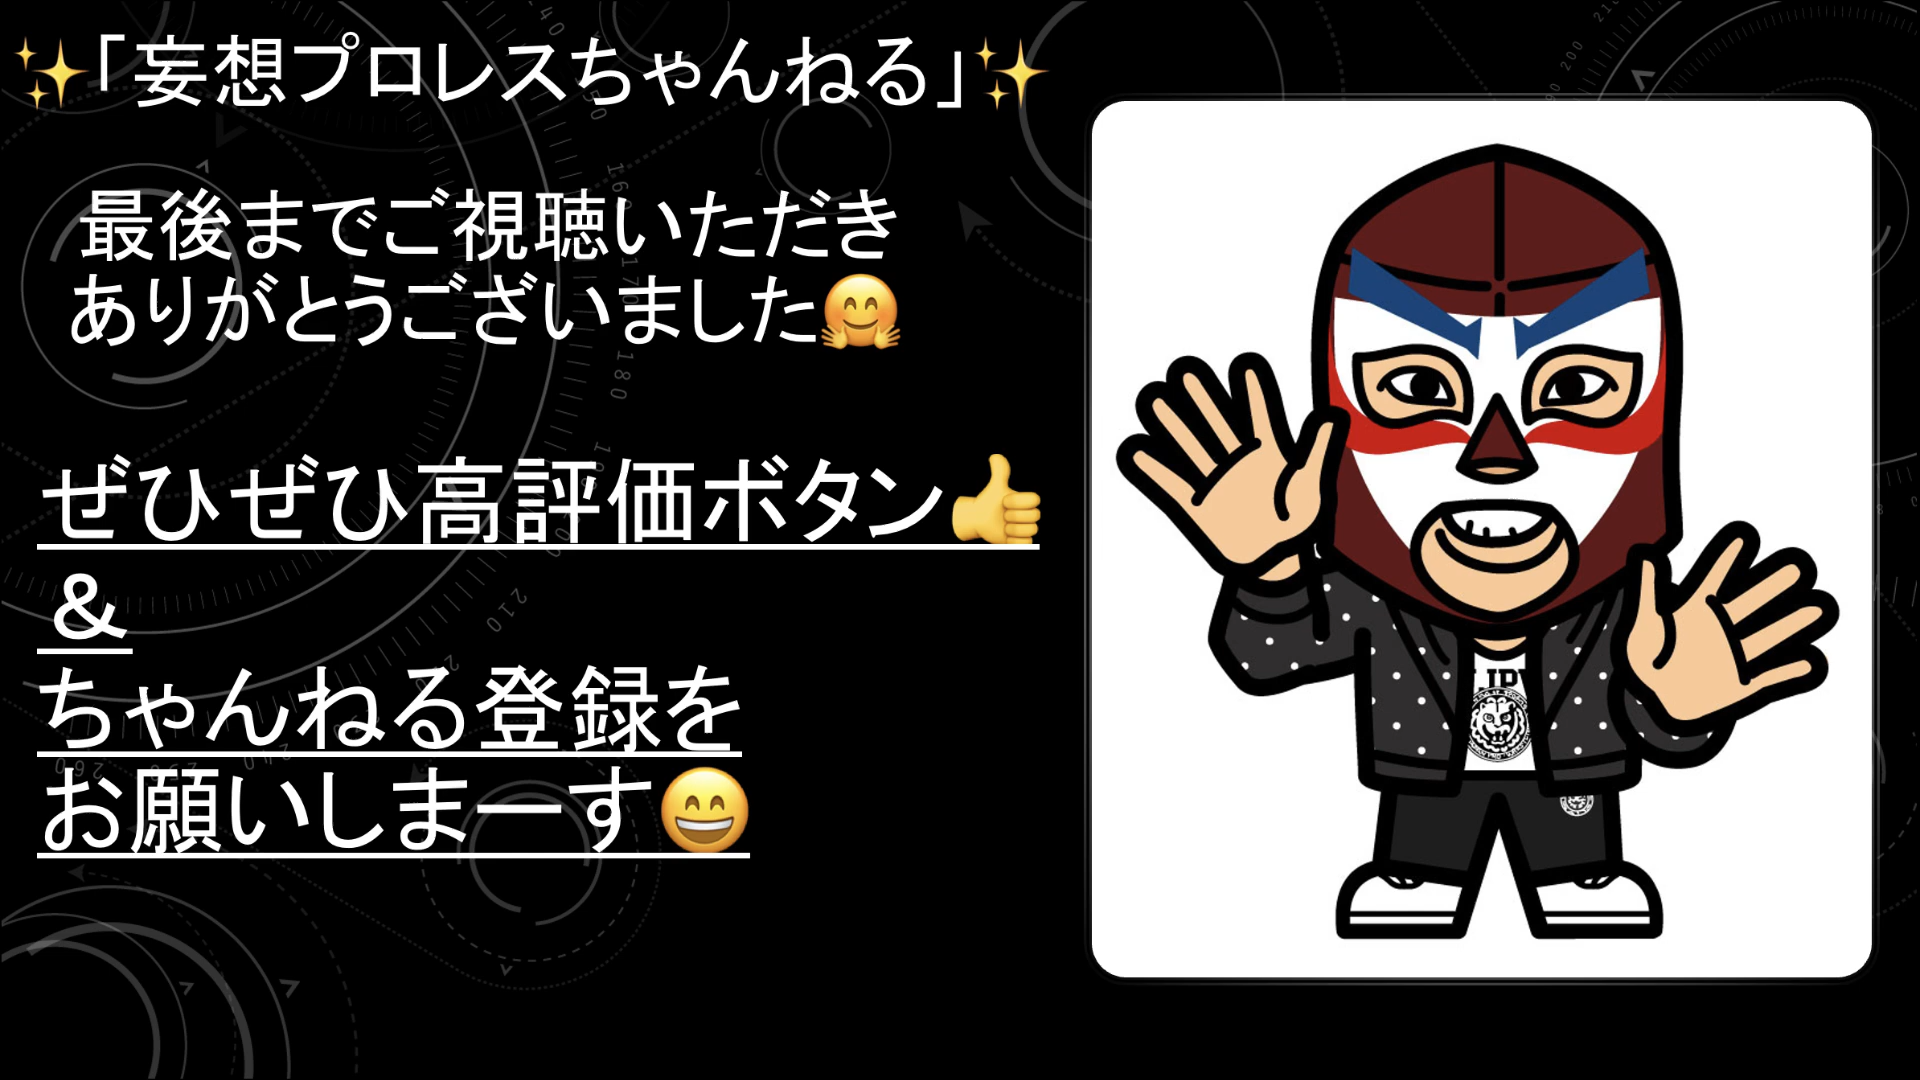 ✨「妄想プロレスちゃんねる」✨
最後までご視聴いただき
ありがとうございました🤗
ぜひぜひ高評価ボタン👍
&
ちゃんねる登録を
お願いしまーす😄